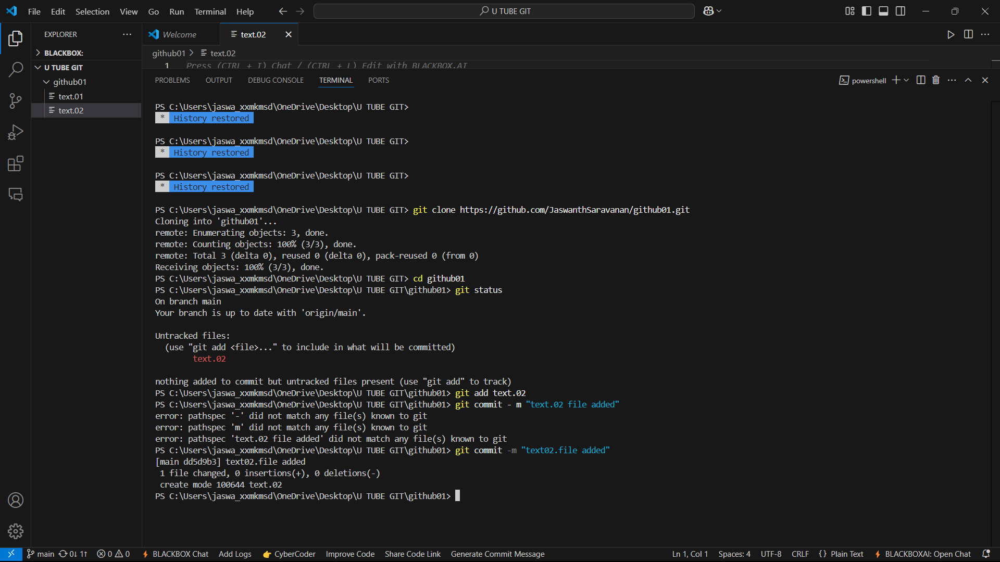 File Edit Selection View Go Run Terminal Help
U TUBE GIT
EXPLORER
BLACKBOX:
U TUBE GIT
github01
text.01
text.02
Welcome
text.02
github01 > text.02
1 Press (CTRL + I) Chat / (CTRL + L) Edit with BLACKBOX.AI
PROBLEMS OUTPUT DEBUG CONSOLE TERMINAL PORTS
powershell
PS C:\Users\jaswa_xxmkmsd\OneDrive\Desktop\U TUBE GIT>
* History restored
PS C:\Users\jaswa_xxmkmsd\OneDrive\Desktop\U TUBE GIT>
* History restored
PS C:\Users\jaswa_xxmkmsd\OneDrive\Desktop\U TUBE GIT>
* History restored
PS C:\Users\jaswa_xxmkmsd\OneDrive\Desktop\U TUBE GIT> git clone https://github.com/JaswanthSaravanan/github01.git
Cloning into 'github01'...
remote: Enumerating objects: 3, done.
remote: Counting objects: 100% (3/3), done.
remote: Total 3 (delta 0), reused 0 (delta 0), pack-reused 0 (from 0)
Receiving objects: 100% (3/3), done.
PS C:\Users\jaswa_xxmkmsd\OneDrive\Desktop\U TUBE GIT> cd github01
PS C:\Users\jaswa_xxmkmsd\OneDrive\Desktop\U TUBE GIT\github01> git status
On branch main
Your branch is up to date with 'origin/main'.
Untracked files:
(use "git add <file>..." to include in what will be committed)
text.02
nothing added to commit but untracked files present (use "git add" to track)
PS C:\Users\jaswa_xxmkmsd\OneDrive\Desktop\U TUBE GIT\github01> git add text.02
PS C:\Users\jaswa_xxmkmsd\OneDrive\Desktop\U TUBE GIT\github01> git commit - m "text.02 file added"
error: pathspec '-' did not match any file(s) known to git
error: pathspec 'm' did not match any file(s) known to git
error: pathspec 'text.02 file added' did not match any file(s) known to git
PS C:\Users\jaswa_xxmkmsd\OneDrive\Desktop\U TUBE GIT\github01> git commit -m "text02.file added"
[main dd5d9b3] text02.file added
1 file changed, 0 insertions(+), 0 deletions(-)
create mode 100644 text.02
PS C:\Users\jaswa_xxmkmsd\OneDrive\Desktop\U TUBE GIT\github01>
main 0↓ 1↑ 0 0 BLACKBOX Chat Add Logs CyberCoder Improve Code Share Code Link Generate Commit Message Ln 1, Col 1 Spaces: 4 UTF-8 CRLF {} Plain Text BLACKBOXAI: Open Chat